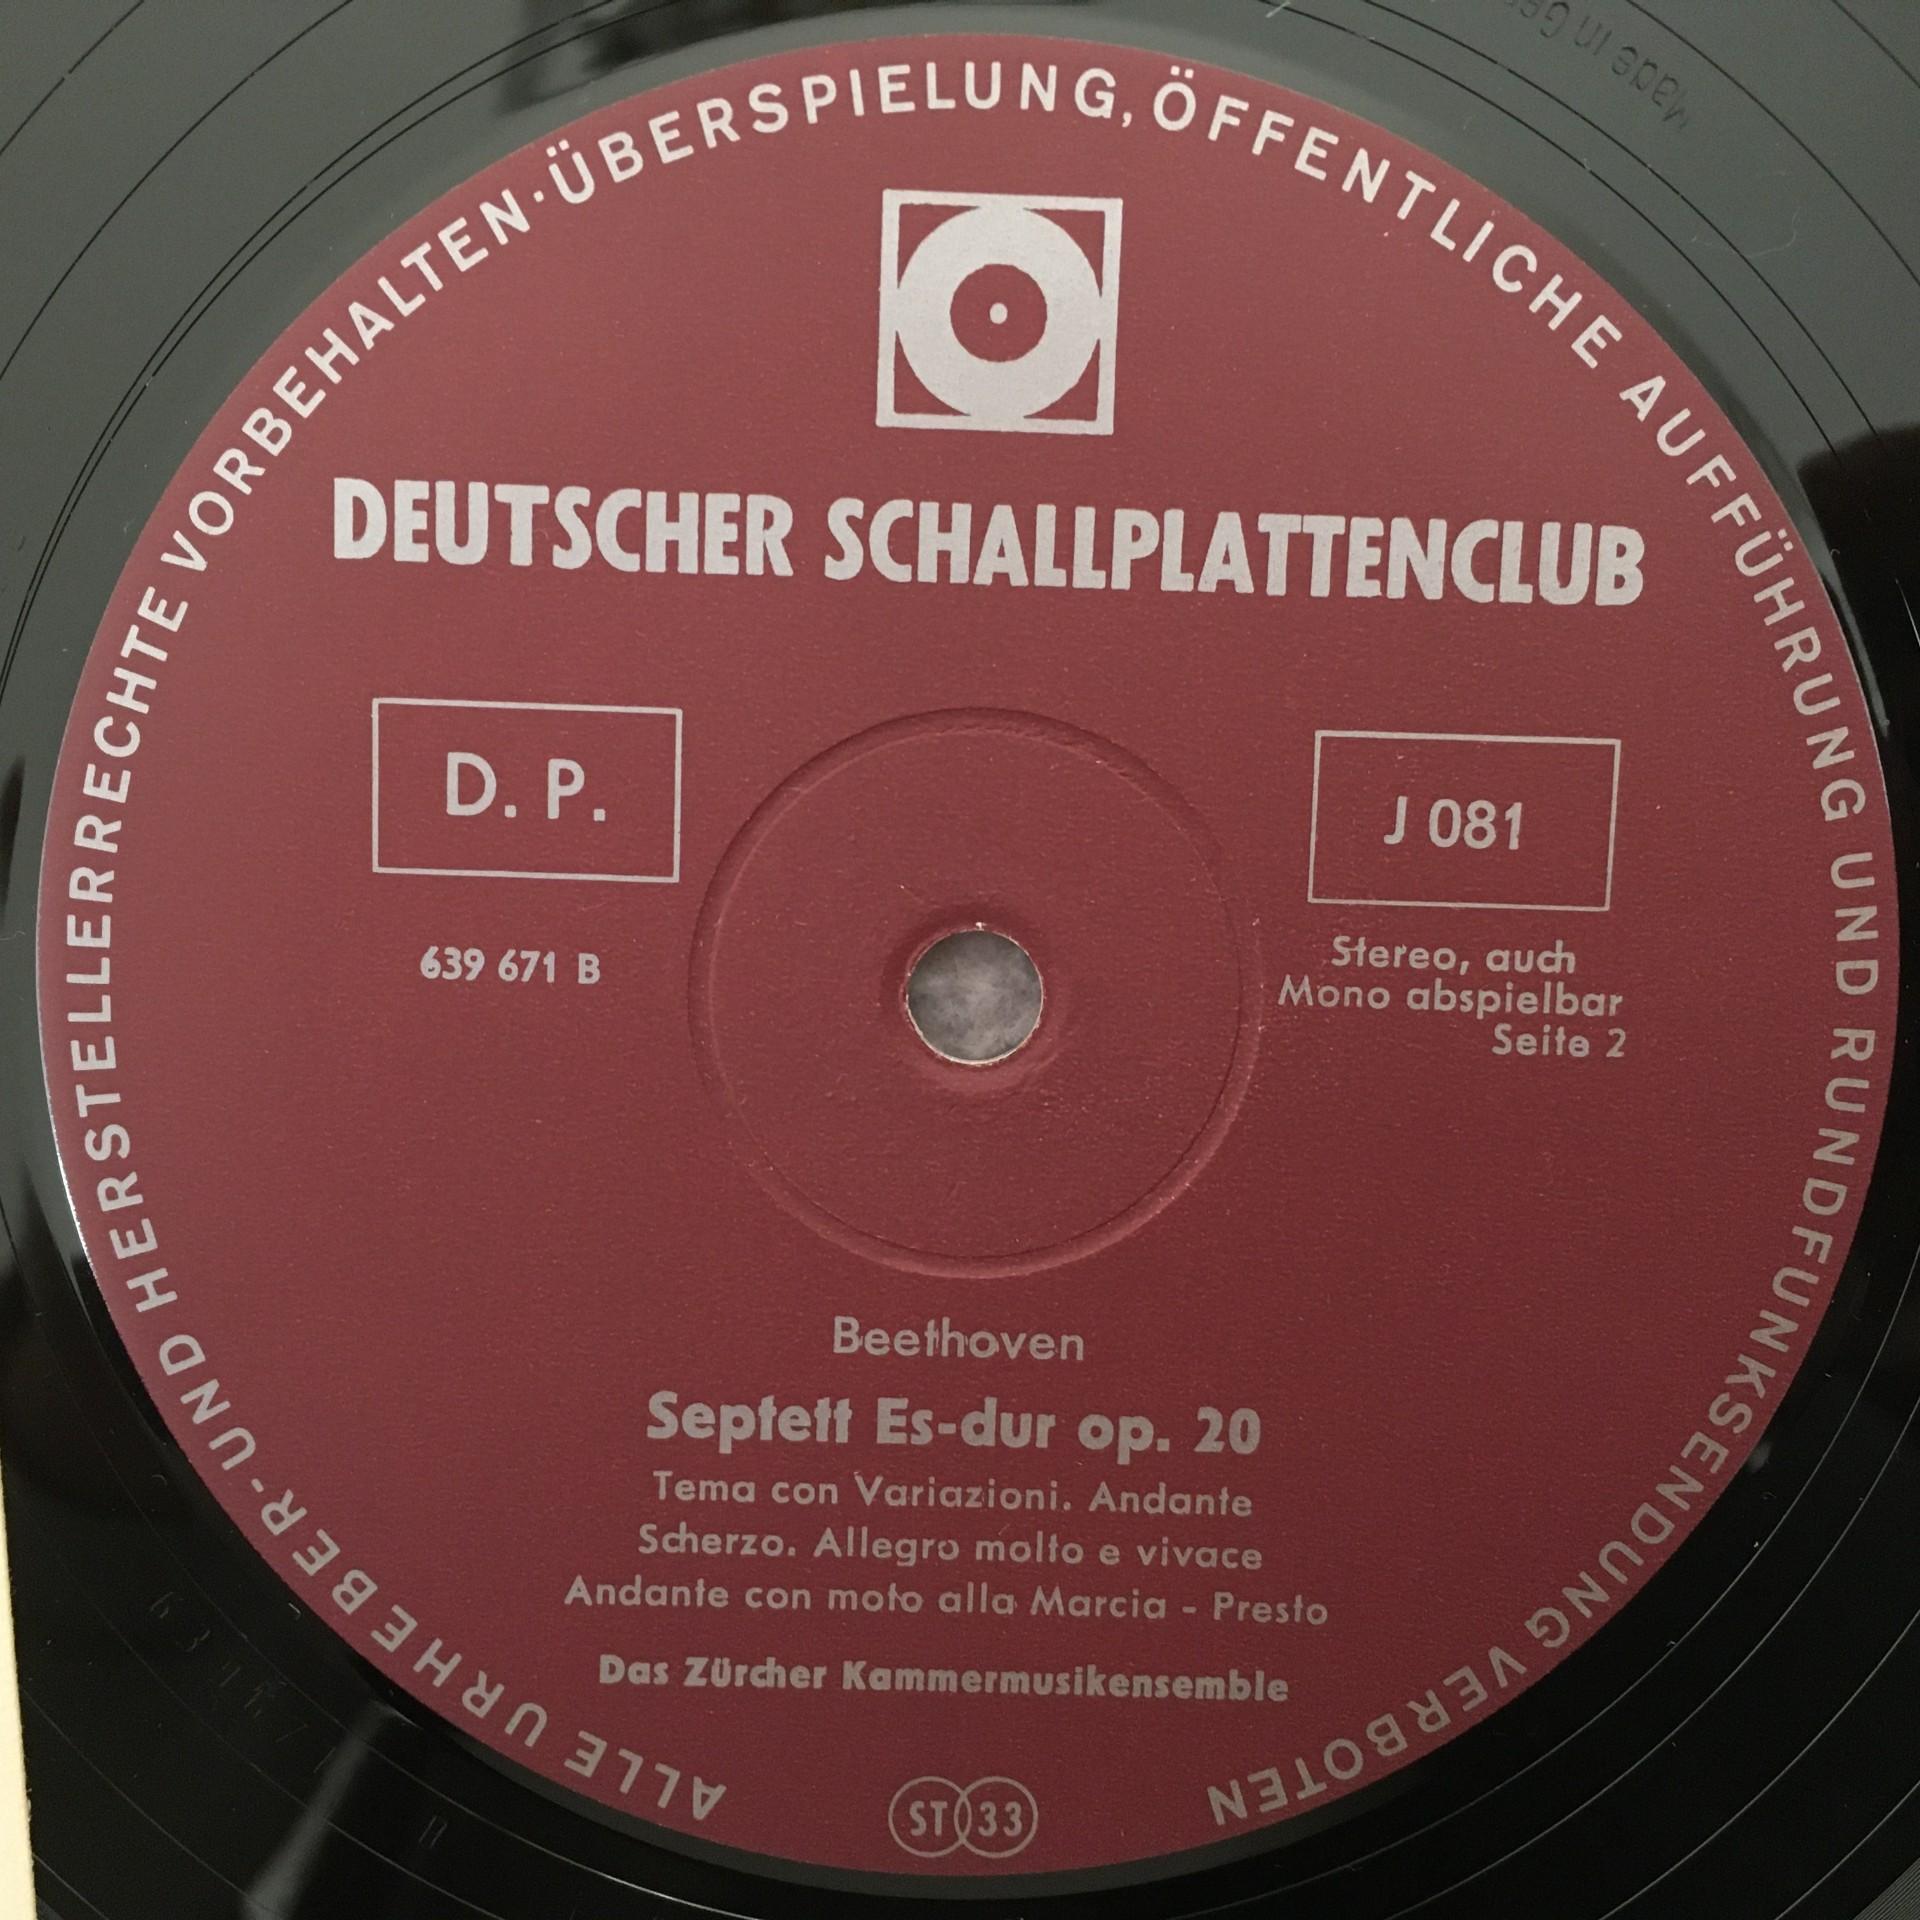 ALLE URHEBER-UND HERSTELLERRECHTE VORBEHALTEN·ÜBERSPIELUNG, ÖFFENTLICHE AUFFÜHRUNG UND RUNDFUNKSENDUNG VERBOTEN
Made in
DEUTSCHER SCHALLPLATTENCLUB
D. P.
J 081
639 671 B
Stereo, auch
Mono abspielbar
Seite 2
Beethoven
Septett Es-dur op. 20
Tema con Variazioni. Andante
Scherzo. Allegro molto e vivace
Andante con moto alla Marcia - Presto
Das Zürcher Kammermusikensemble
ST 33